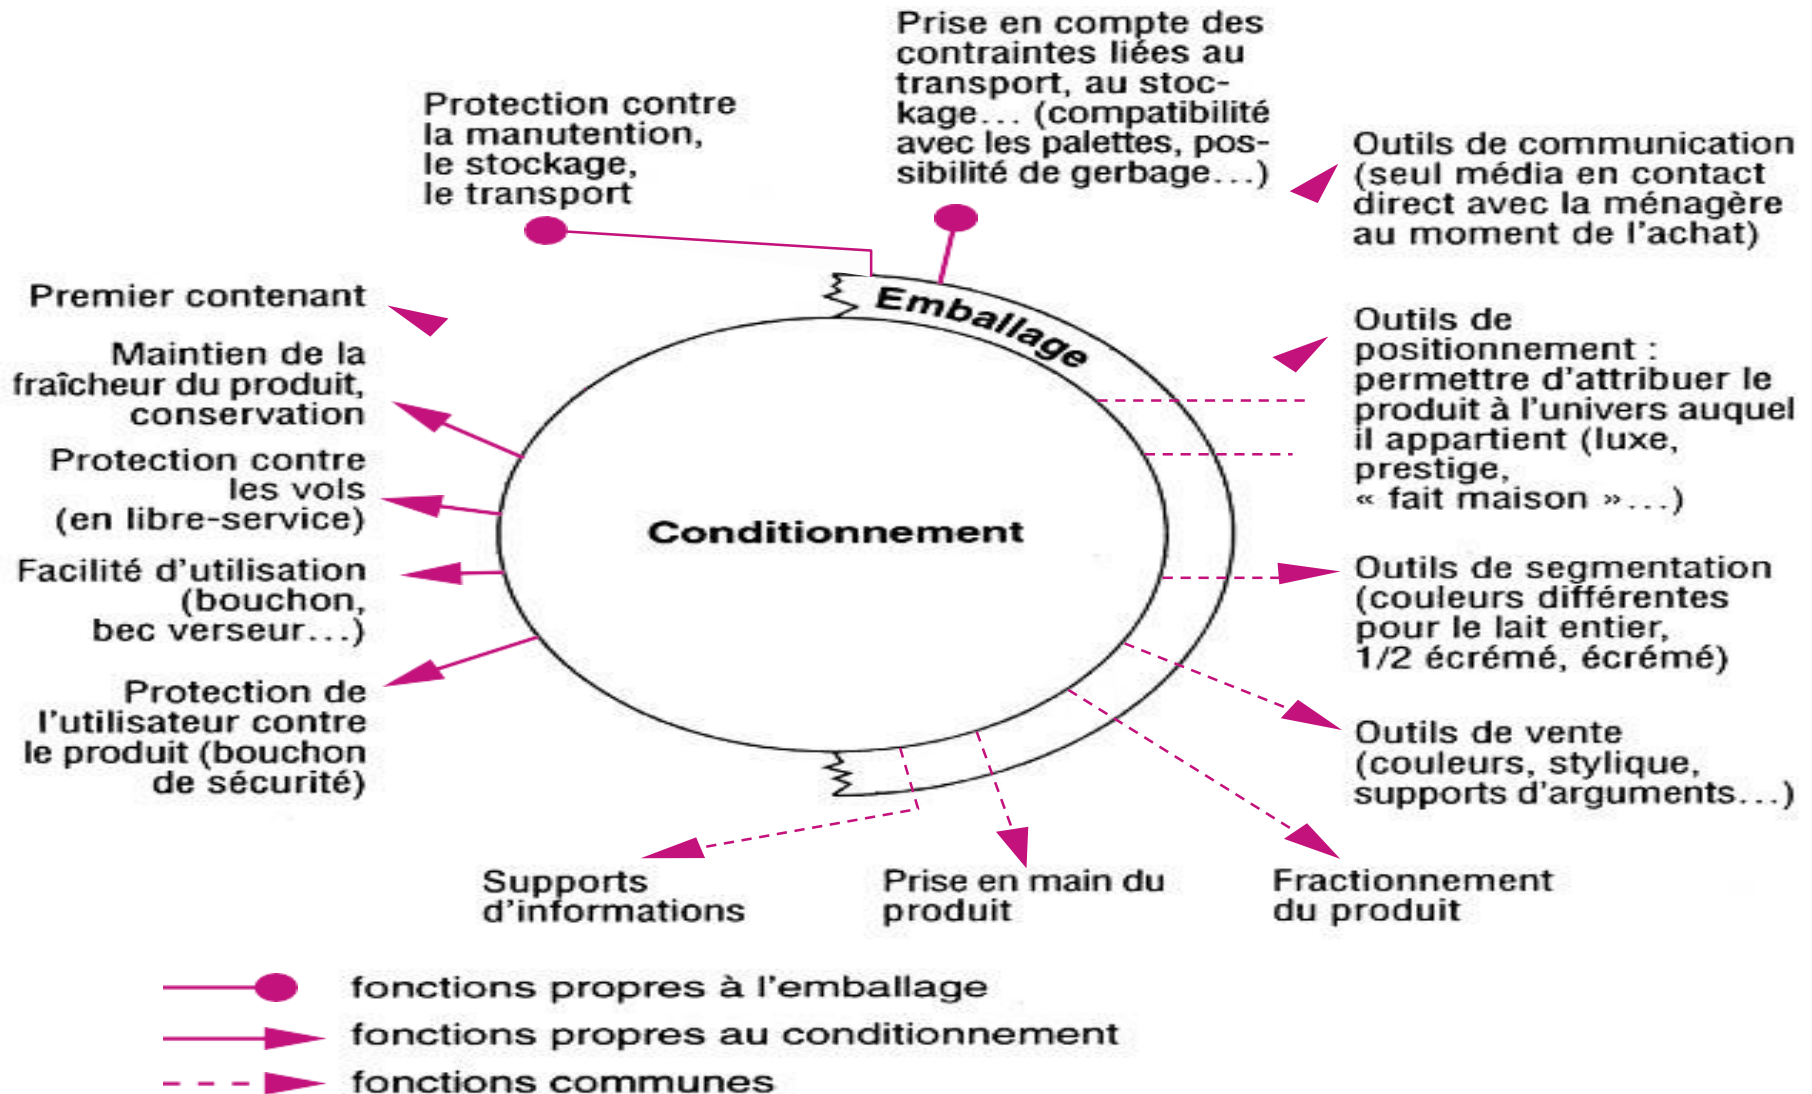 Prise en compte des
contraintes liées au
transport, au stoc-
kage... (compatibilité
avec les palettes, pos-
sibilité de gerbage...)
Protection contre
la manutention,
le stockage,
le transport
Outils de communication
(seul média en contact
direct avec la ménagère
au moment de l'achat)
Premier contenant
Maintien de la
fraîcheur du produit,
conservation
Protection contre
les vols
(en libre-service)
Facilité d'utilisation
(bouchon,
bec verseur...)
Protection de
l'utilisateur contre
le produit (bouchon
de sécurité)
Emballage
Conditionnement
Outils de
positionnement :
permettre d'attribuer le
produit à l'univers auquel
il appartient (luxe,
prestige,
« fait maison »...)
Outils de segmentation
(couleurs différentes
pour le lait entier,
1/2 écrémé, écrémé)
Outils de vente
(couleurs, stylique,
supports d'arguments...)
Supports
d'informations
Prise en main du
produit
Fractionnement
du produit
fonctions propres à l'emballage
fonctions propres au conditionnement
fonctions communes